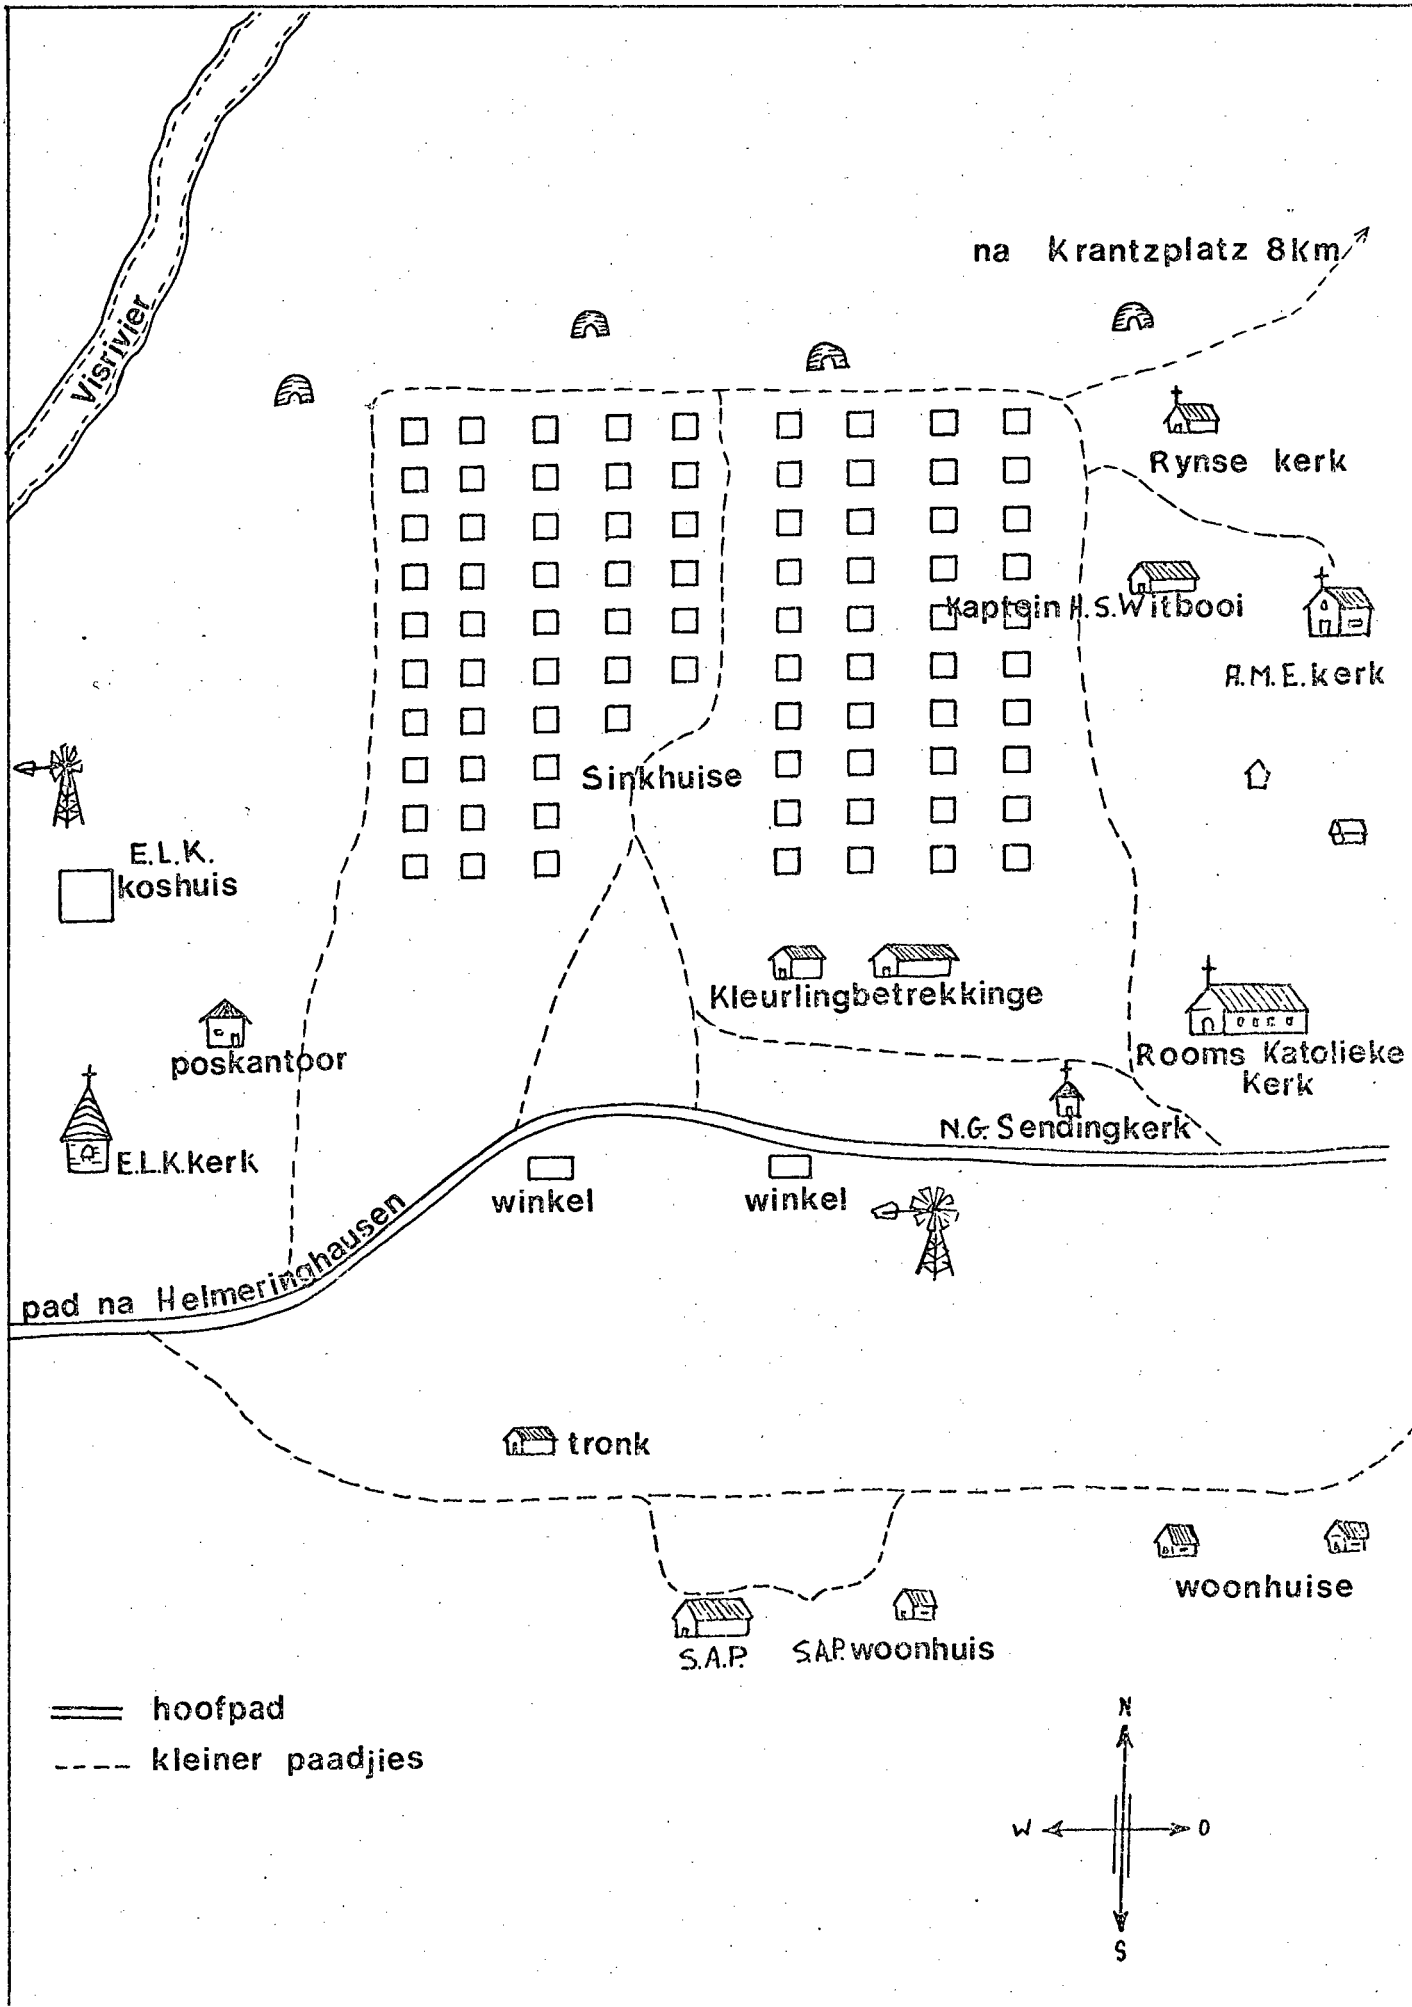 na Krantzplatz 8km
Visrivier
Rynse kerk
Kaptein H.S.Witbooi
A.M.E.kerk
Sinkhuise
E.L.K.
koshuis
Kleurlingbetrekkinge
poskantoor
Rooms Katolieke
Kerk
N.G. Sendingkerk
E.L.K.kerk
winkel
winkel
pad na Helmeringhausen
tronk
woonhuise
S.A.P.
S.A.P. woonhuis
hoofpad
kleiner paadjies
N
W
O
S